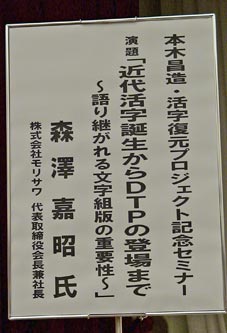 本木昌造・活字復元プロジェクト記念セミナー
演題「近代活字誕生からDTPの登場まで
〜語り継がれる文字組版の重要性〜」
森澤嘉昭氏
株式会社モリサワ 代表取締役会長兼社長